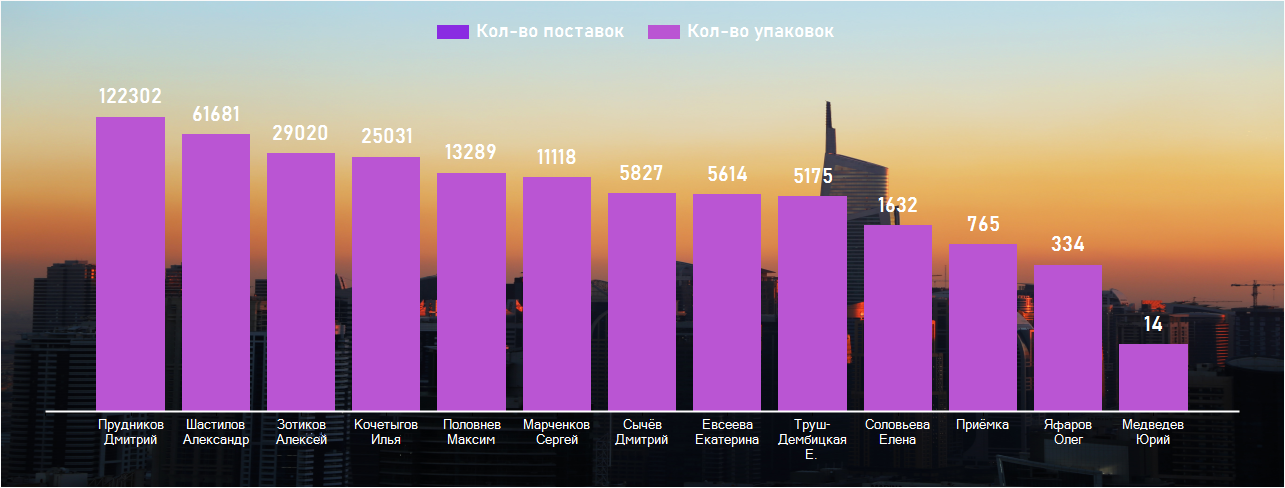 Кол-во поставок Кол-во упаковок
122302
61681
29020
25031
13289
11118
5827
5614
5175
1632
765
334
14
Прудников
Дмитрий
Шастилов
Александр
Зотиков
Алексей
Кочетыгов
Илья
Половнев
Максим
Марченков
Сергей
Сычёв
Дмитрий
Евсеева
Екатерина
Труш-
Дембицкая
Е.
Соловьева
Елена
Приёмка
Яфаров
Олег
Медведев
Юрий